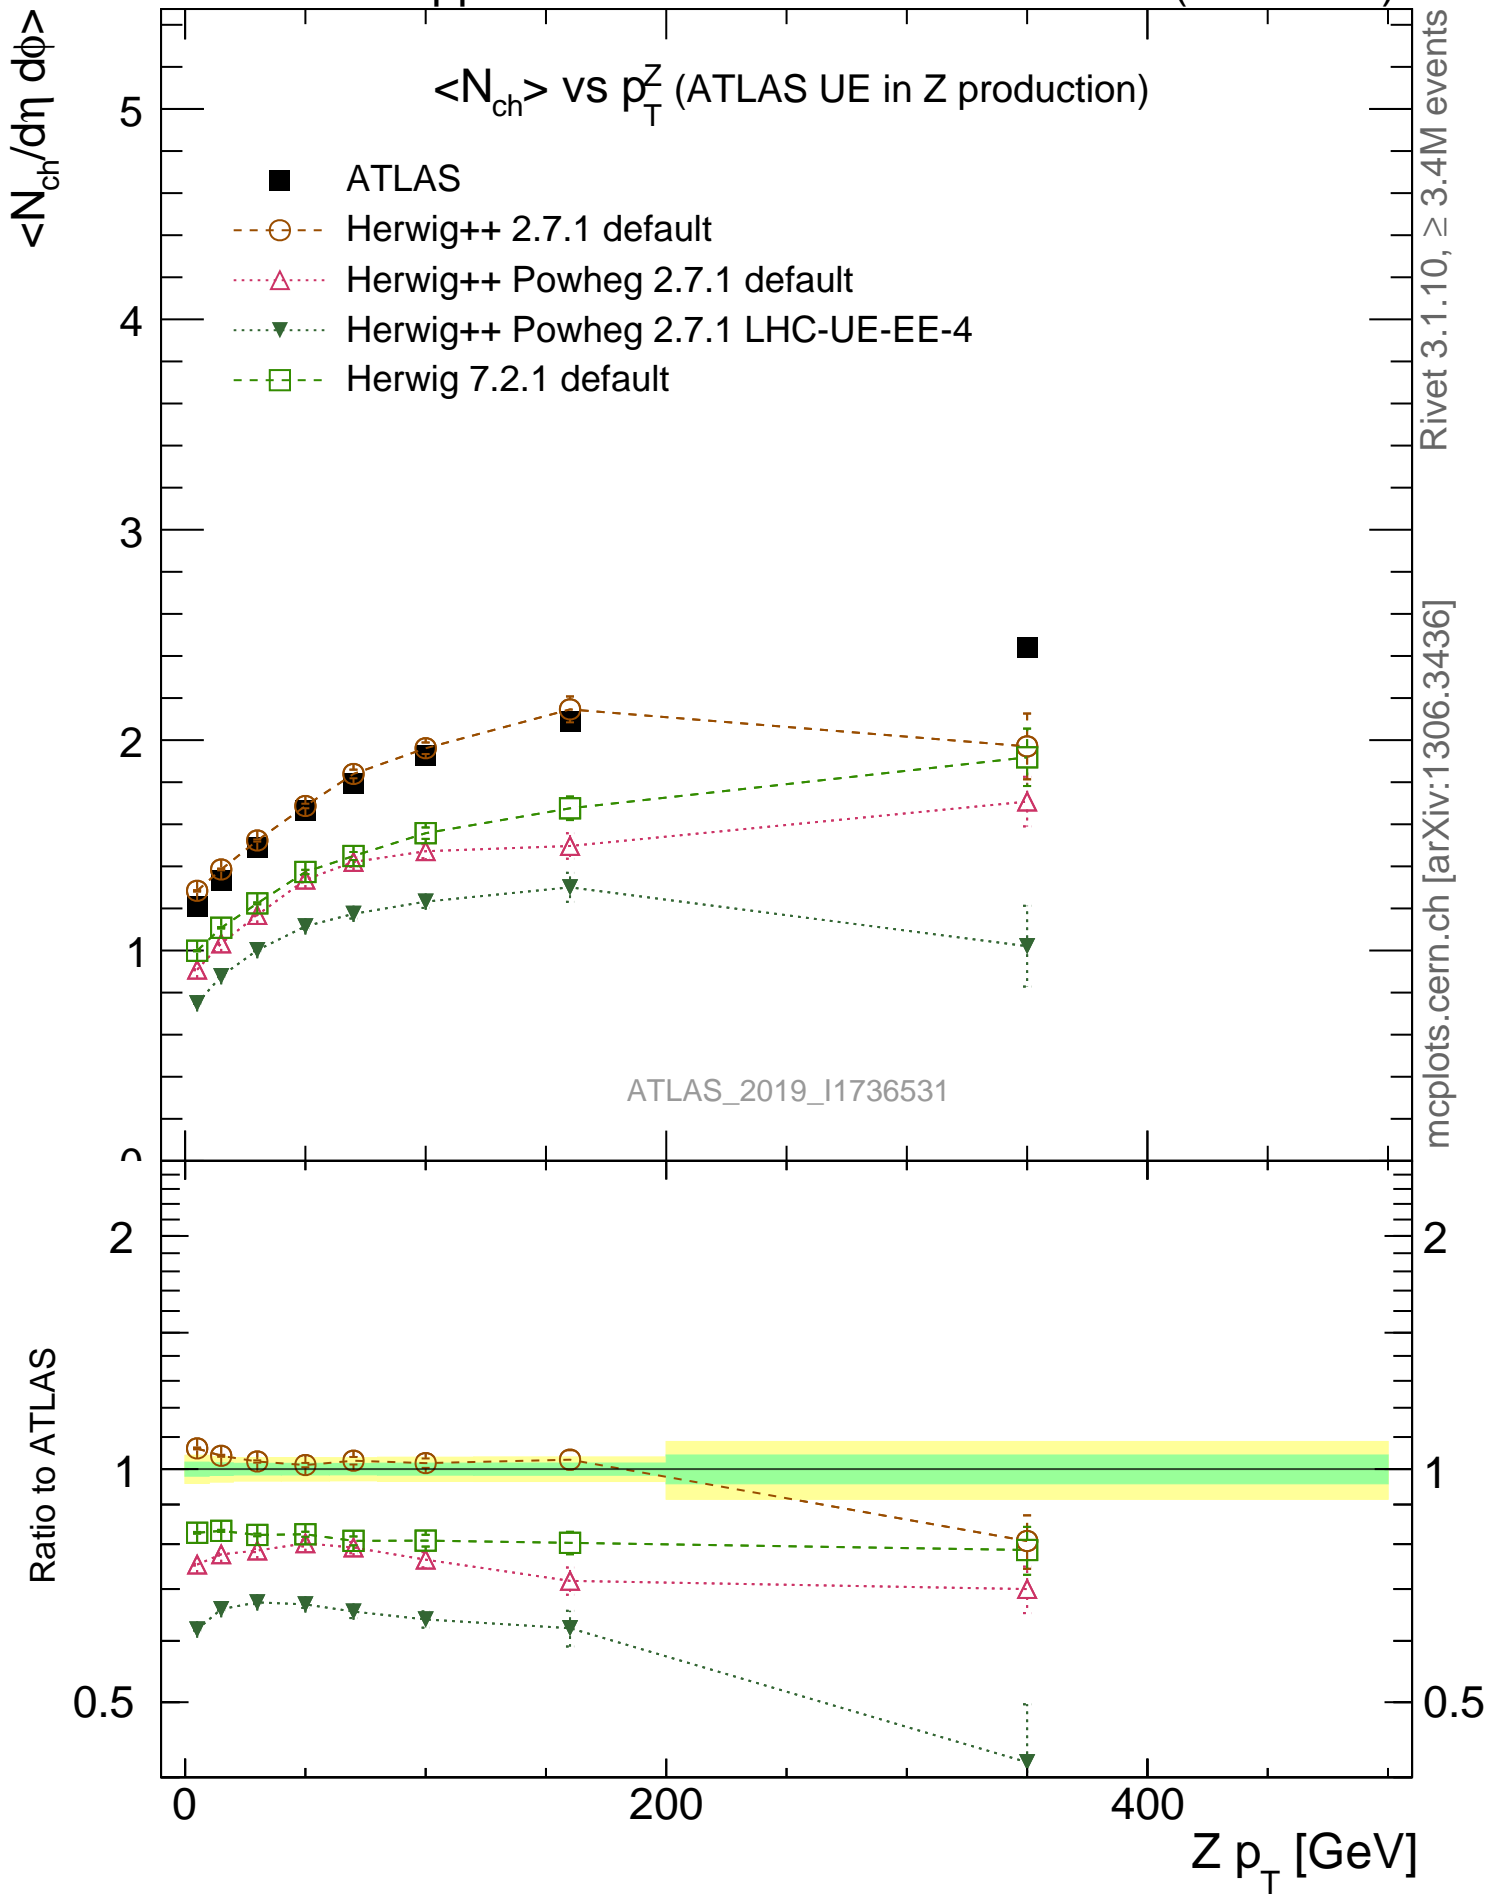 <N_ch/dη dϕ>
<N_ch> vs p_T^Z (ATLAS UE in Z production)
ATLAS
Herwig++ 2.7.1 default
Herwig++ Powheg 2.7.1 default
Herwig++ Powheg 2.7.1 LHC-UE-EE-4
Herwig 7.2.1 default
5
4
3
2
1
0
ATLAS_2019_I1736531
Rivet 3.1.10, ≥ 3.4M events
mcplots.cern.ch [arXiv:1306.3436]
Ratio to ATLAS
2
1
0.5
2
1
0.5
0
200
400
Z p_T [GeV]